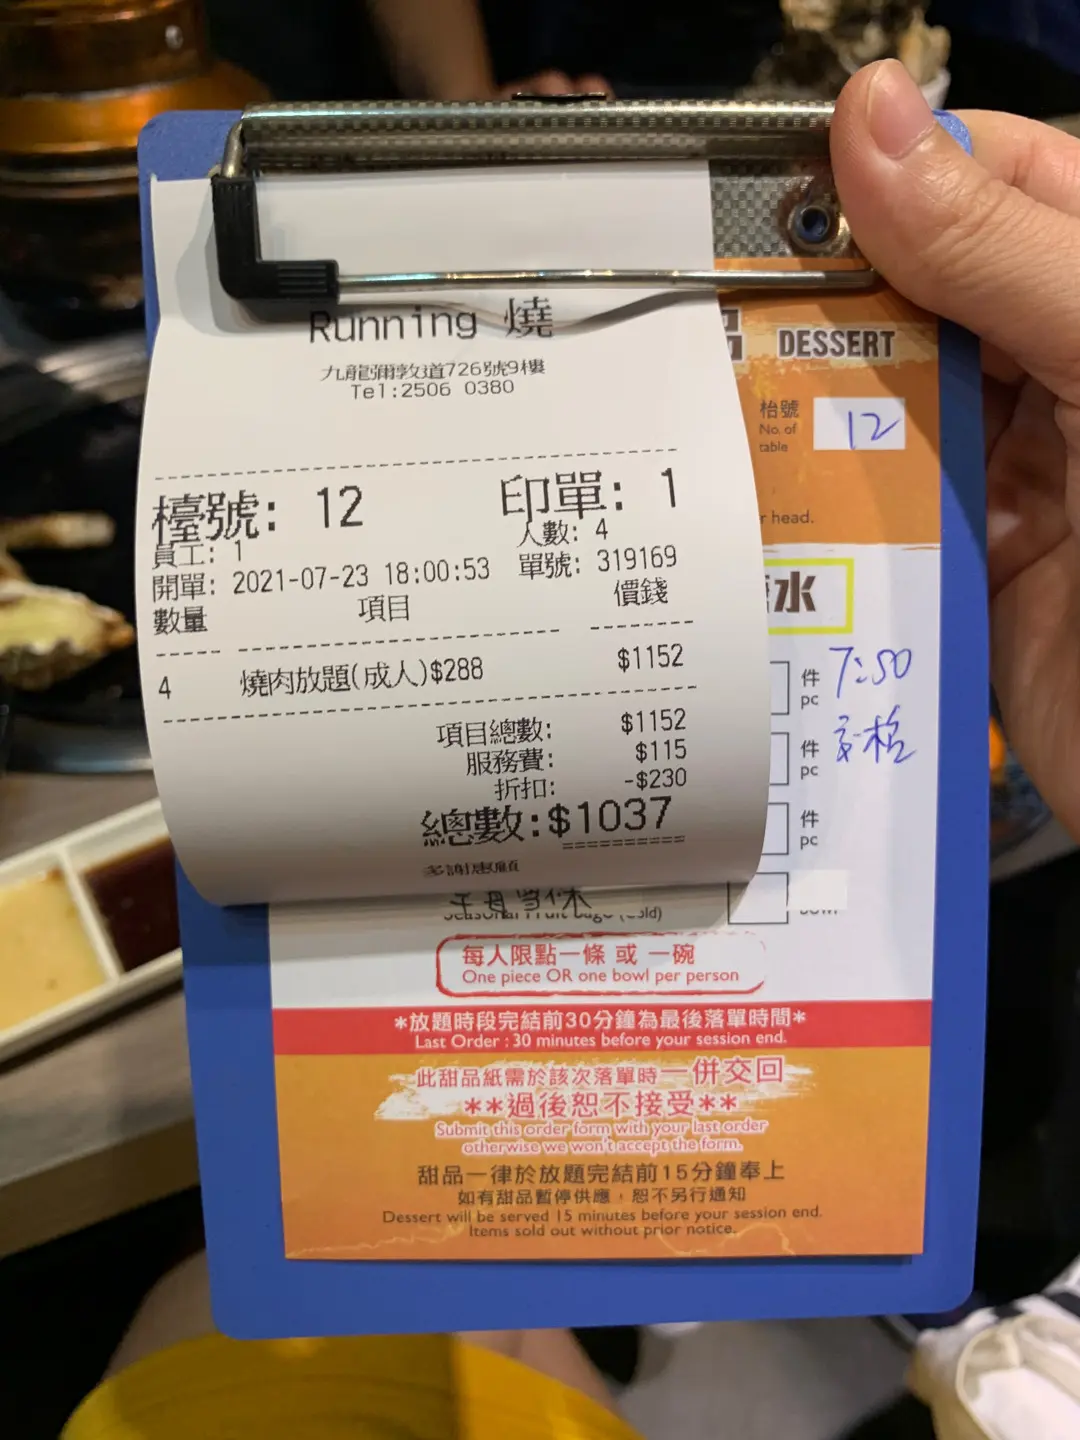 Running 燒
九龍彌敦道726號9樓
Tel:2506 0380
檯號: 12 印單: 1
員工: 1 人數: 4
開單: 2021-07-23 18:00:53 單號: 319169
數量 項目 價錢
4 燒肉放題(成人)$288 $1152
項目總數: $1152
服務費: $115
折扣: -$230
總數:$1037
多謝惠顧
DESSERT
枱號 12
No. of
table
r head.
水
件 7:50
pc
件
pc
件
pc
Seasonal Fruit (Cold)
每人限點一條 或 一碗
One piece OR one bowl per person
*放題時段完結前30分鐘為最後落單時間*
Last Order : 30 minutes before your session end.
此甜品紙需於該次落單時一併交回
**過後恕不接受**
Submit this order form with your last order
otherwise we won't accept the form.
甜品一律於放題完結前15分鐘奉上
如有甜品暫停供應，恕不另行通知
Dessert will be served 15 minutes before your session end.
Items sold out without prior notice.